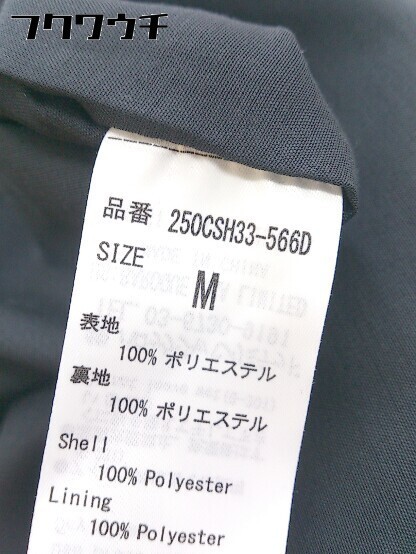 フクワウチ
品番 250CSH33-566D
SIZE
M
表地
100% ポリエステル
裏地
100% ポリエステル
Shell
100% Polyester
Lining
100% Polyester